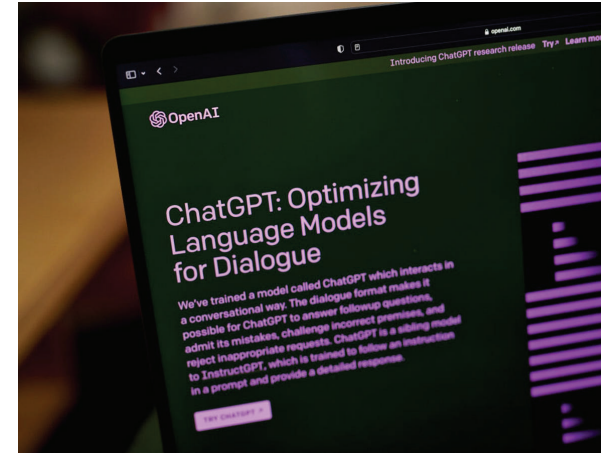 openai.com
Introducing ChatGPT research release Try↗ Learn mor
OpenAI
ChatGPT: Optimizing
Language Models
for Dialogue
We've trained a model called ChatGPT which interacts in
a conversational way. The dialogue format makes it
possible for ChatGPT to answer followup questions,
admit its mistakes, challenge incorrect premises, and
reject inappropriate requests. ChatGPT is a sibling model
to InstructGPT, which is trained to follow an instruction
in a prompt and provide a detailed response.
TRY CHATGPT ↗